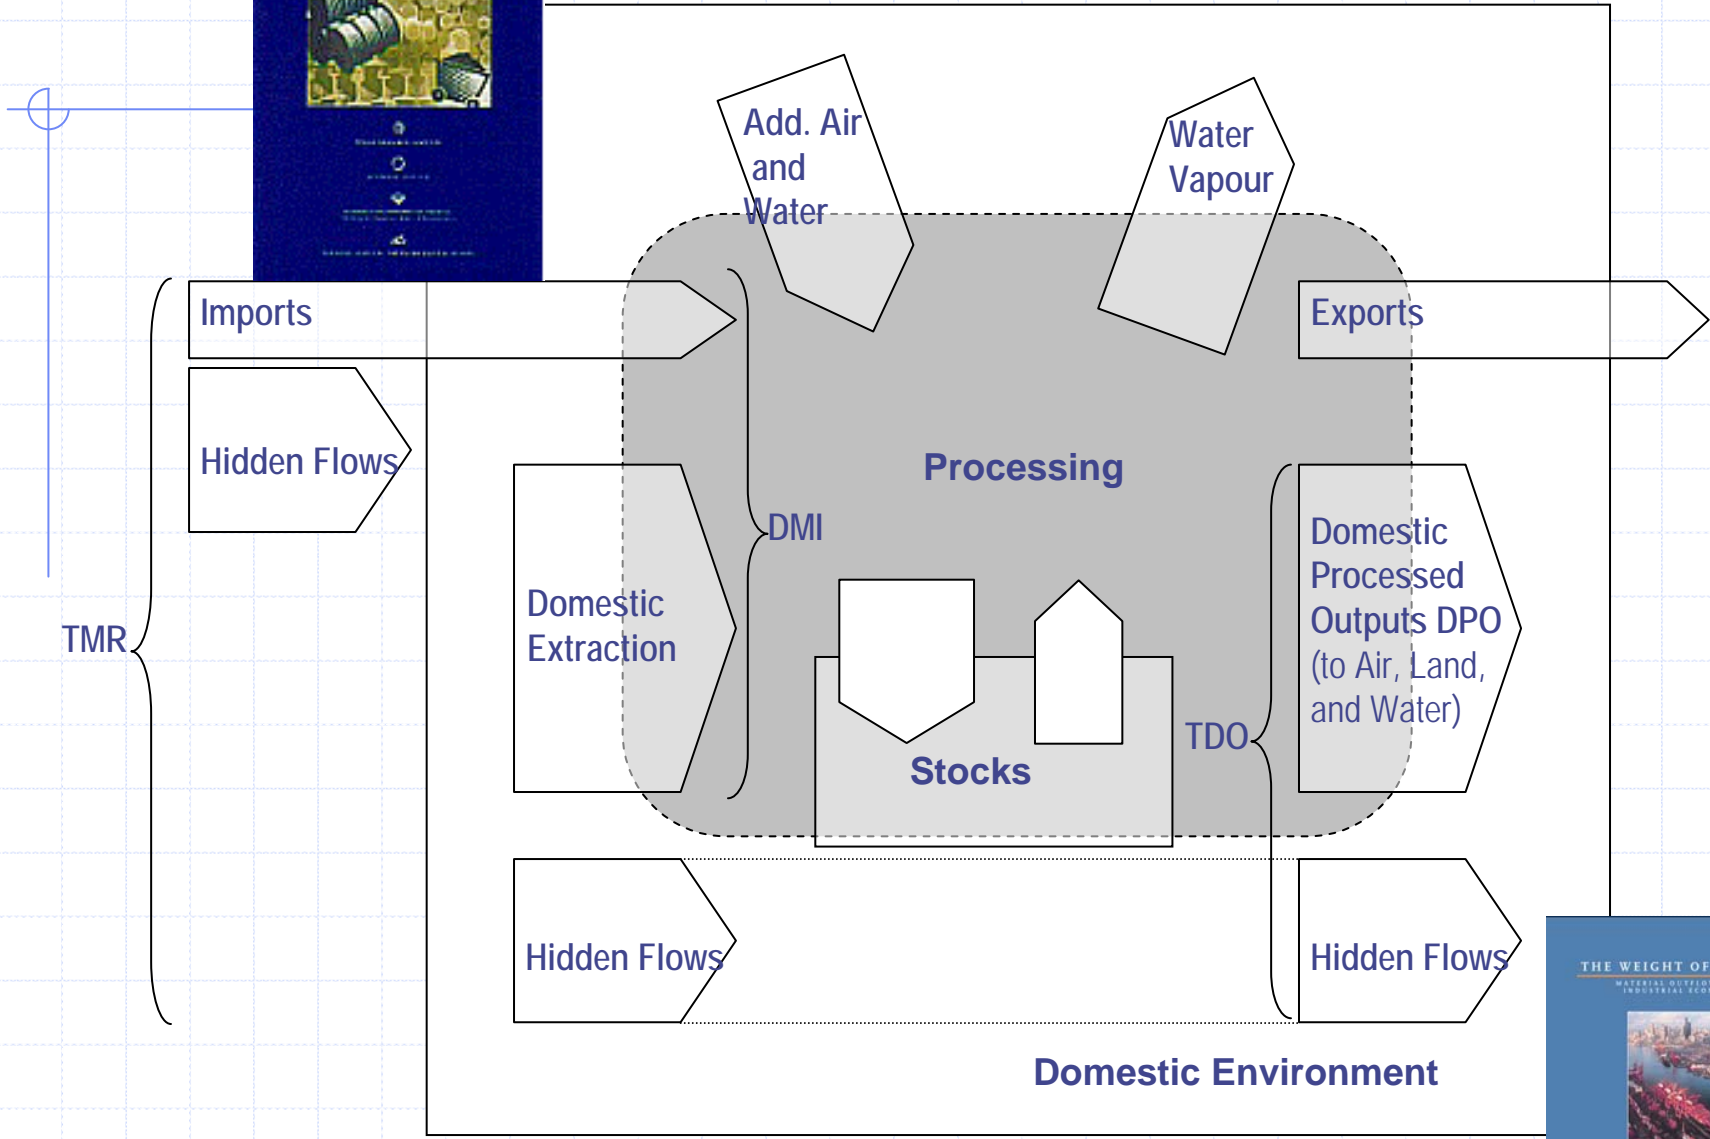 Add. Air
and
Water
Water
Vapour
Imports
Exports
Hidden Flows
Processing
DMI
Domestic
Processed
Outputs DPO
(to Air, Land,
and Water)
Domestic
Extraction
TMR
TDO
Stocks
Hidden Flows
Hidden Flows
THE WEIGHT OF
Domestic Environment